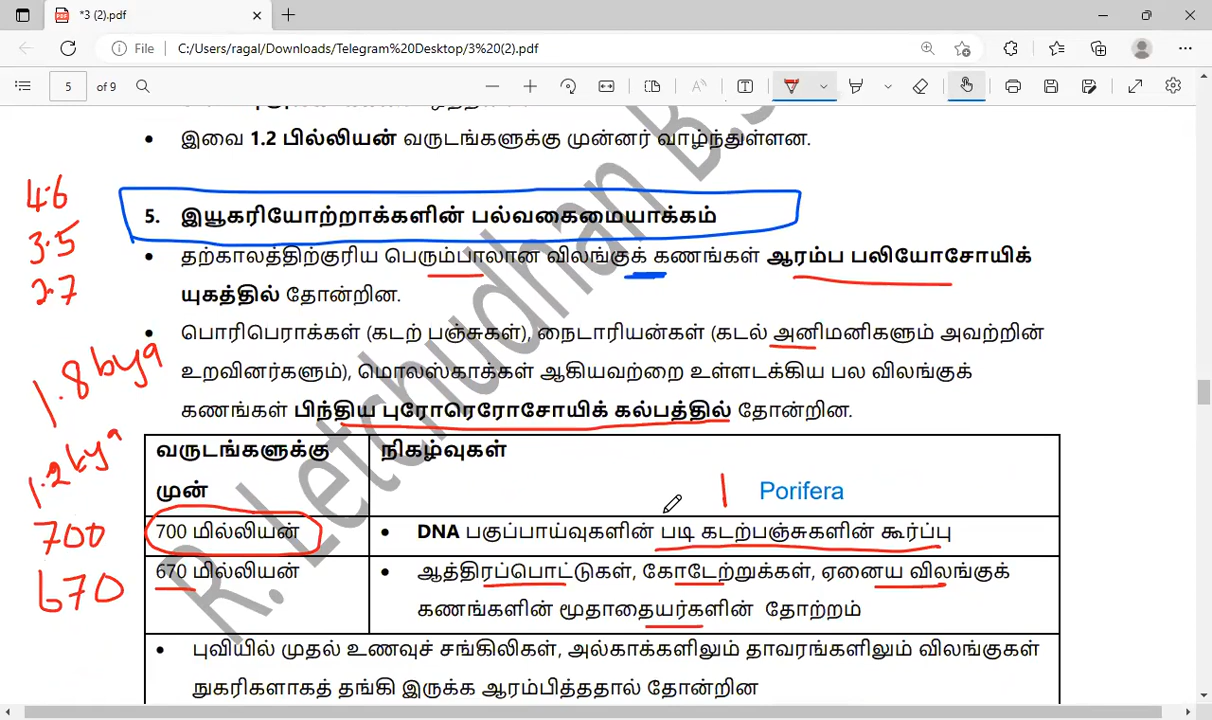 *3 (2).pdf
File
C:/Users/ragal/Downloads/Telegram%20Desktop/3%20(2).pdf
5
of 9
இவை 1.2 பில்லியன் வருடங்களுக்கு முன்னர் வாழ்ந்துள்ளன.
4.6
3.5
2.7
1.8 bya
1.2 bya
700
670
5. இயூகரியோற்றாக்களின் பல்வகைமையாக்கம்
தற்காலத்திற்குரிய பெரும்பாலான விலங்குக் கணங்கள் ஆரம்ப பலியோசோயிக்
யுகத்தில் தோன்றின.
பொரிபெராக்கள் (கடற் பஞ்சுகள்), நைடாரியன்கள் (கடல் அனிமனிகளும் அவற்றின்
உறவினர்களும்), மொலஸ்காக்கள் ஆகியவற்றை உள்ளடக்கிய பல விலங்குக்
கணங்கள் பிந்திய புரோரெரோசோயிக் கல்பத்தில் தோன்றின.
வருடங்களுக்கு
முன்
நிகழ்வுகள்
Porifera
700 மில்லியன்
DNA பகுப்பாய்வுகளின் படி கடற்பஞ்சுகளின் கூர்ப்பு
670 மில்லியன்
ஆத்திரப்பொட்டுகள், கோடேற்றுக்கள், ஏனைய விலங்குக்
கணங்களின் மூதாதையர்களின் தோற்றம்
புவியில் முதல் உணவுச் சங்கிலிகள், அல்காக்களிலும் தாவரங்களிலும் விலங்குகள்
நுகரிகளாகத் தங்கி இருக்க ஆரம்பித்ததால் தோன்றின
R. Letchudhan B.S